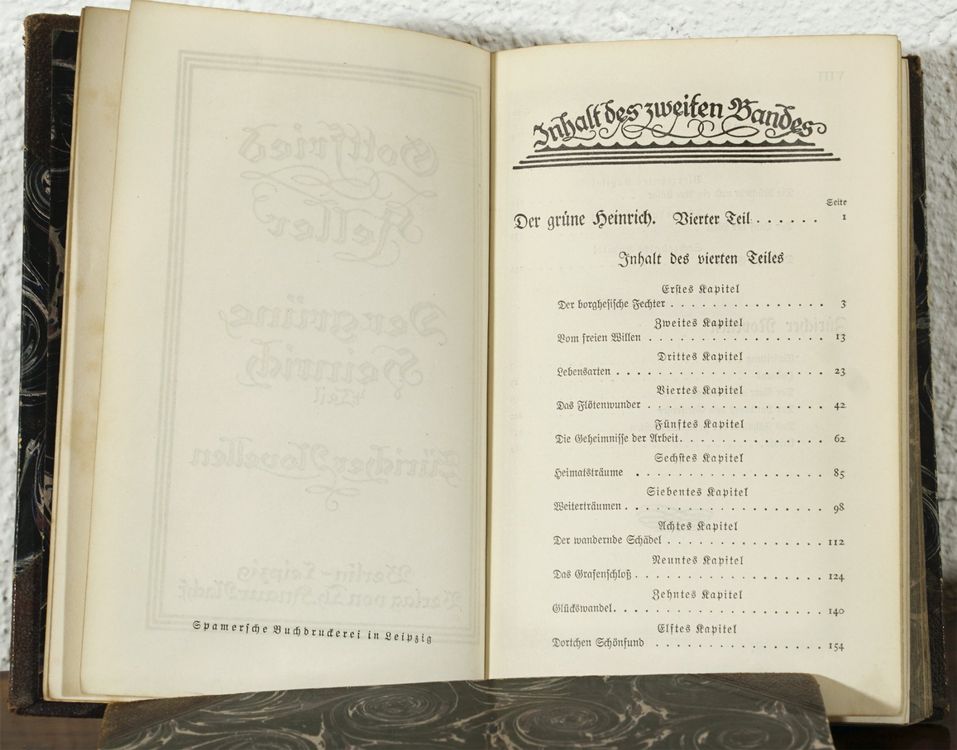 Spamersche Buchdruckerei in Leipzig
Inhalt des zweiten Bandes
Seite
Der grüne Heinrich. Vierter Teil . . . . . . 1
Inhalt des vierten Teiles
Erstes Kapitel
Der borghesische Fechter . . . . . . . . . . . . . . . 3
Zweites Kapitel
Vom freien Willen . . . . . . . . . . . . . . . . 13
Drittes Kapitel
Lebensarten . . . . . . . . . . . . . . . . . . 23
Viertes Kapitel
Das Flötenwunder . . . . . . . . . . . . . . . . 42
Fünftes Kapitel
Die Geheimnisse der Arbeit. . . . . . . . . . . . . . 62
Sechstes Kapitel
Heimatsträume . . . . . . . . . . . . . . . . . 85
Siebentes Kapitel
Weiterträumen . . . . . . . . . . . . . . . . . 98
Achtes Kapitel
Der wandernde Schädel . . . . . . . . . . . . . . 112
Neuntes Kapitel
Das Grafenschloß . . . . . . . . . . . . . . . . 124
Zehntes Kapitel
Glückswandel. . . . . . . . . . . . . . . . . . 140
Elftes Kapitel
Dortchen Schönfund . . . . . . . . . . . . . . . 154